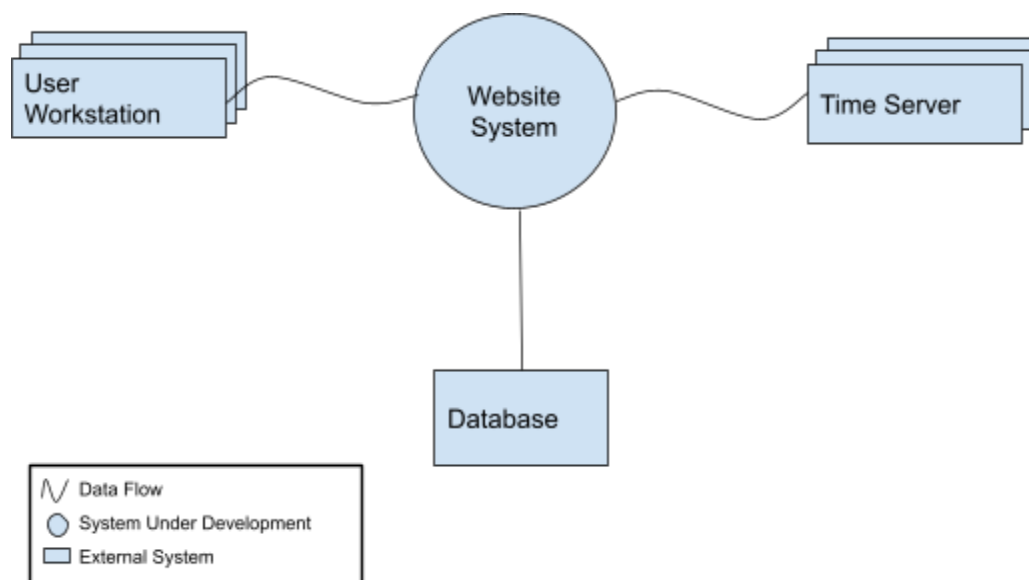 User
Workstation
Website
System
Time Server
Database
Data Flow
System Under Development
External System